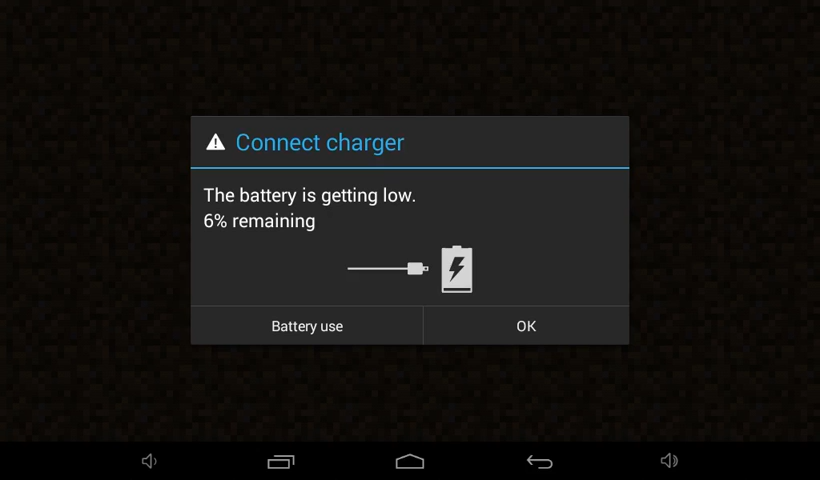 Connect charger
The battery is getting low.
6% remaining
Battery use
OK